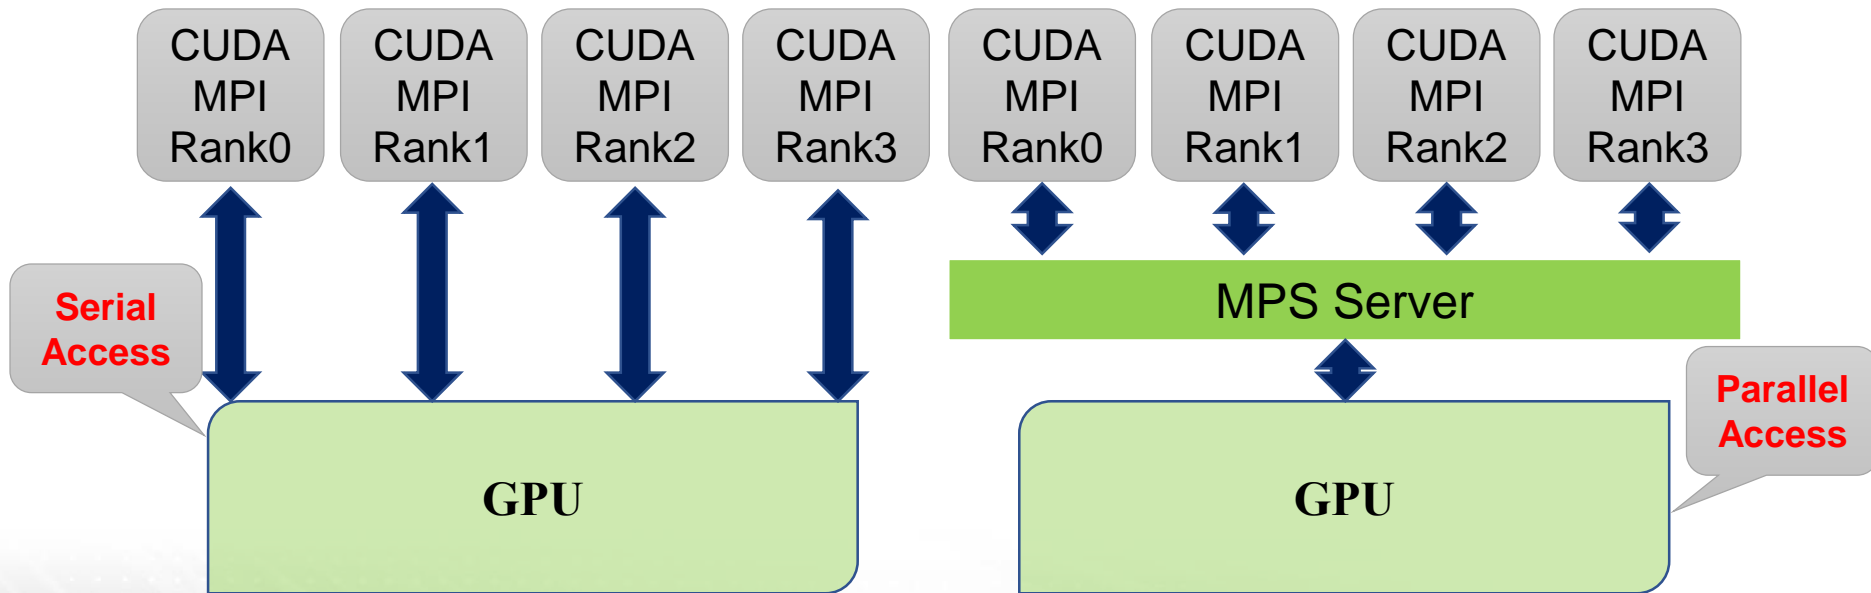 CUDA
MPI
Rank0
CUDA
MPI
Rank1
CUDA
MPI
Rank2
CUDA
MPI
Rank3
CUDA
MPI
Rank0
CUDA
MPI
Rank1
CUDA
MPI
Rank2
CUDA
MPI
Rank3
Serial
Access
MPS Server
Parallel
Access
GPU
GPU